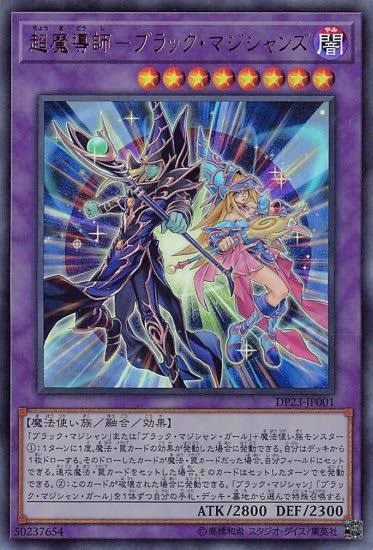 超魔導師－ブラック・マジシャンズ
闇
DP23-JP001
【魔法使い族／融合／効果】
「ブラック・マジシャン」または「ブラック・マジシャン・ガール」＋魔法使い族モンスター
①：1ターンに1度、魔法・罠カードの効果が発動した場合に発動できる。自分はデッキから
1枚ドローする。そのドローしたカードが魔法・罠カードだった場合、自分フィールドにセット
できる。速攻魔法・罠カードをセットした場合、そのカードはセットしたターンでも発動
できる。②：このカードが破壊された場合に発動できる。「ブラック・マジシャン」「ブラ
ック・マジシャン・ガール」を1体ずつ自分の手札・デッキ・墓地から選んで特殊召喚する。
ATK/2800 DEF/2300
50237654
©高橋和希 スタジオ・ダイス/集英社